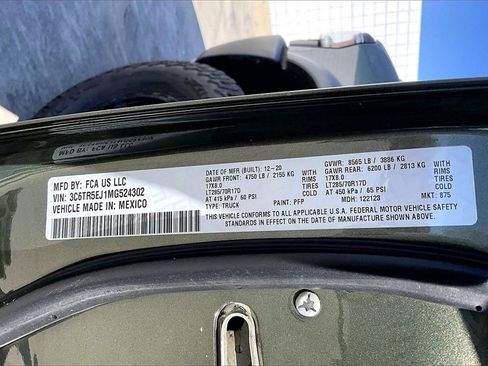 MFD BY: FCA US LLC
VIN: 3C6TR5EJ1MG524302
VEHICLE MADE IN: MEXICO
DATE OF MFR (BUILT): 12-20
GVWR: 8565 LB / 3886 KG
GAWR FRONT: 4750 LB / 2155 KG WITH
GAWR REAR: 6200 LB / 2813 KG WITH
17X8.0 RIMS
17X8.0 RIMS
LT285/70R17D TIRES
LT285/70R17D TIRES
AT 415 kPa / 60 PSI COLD
AT 450 kPa / 65 PSI COLD
TYPE: TRUCK PAINT: PFP MDH: 122123 MKT: 875
THIS VEHICLE CONFORMS TO ALL APPLICABLE U.S.A. FEDERAL MOTOR VEHICLE SAFETY
STANDARDS IN EFFECT ON THE DATE OF MANUFACTURE SHOWN ABOVE.